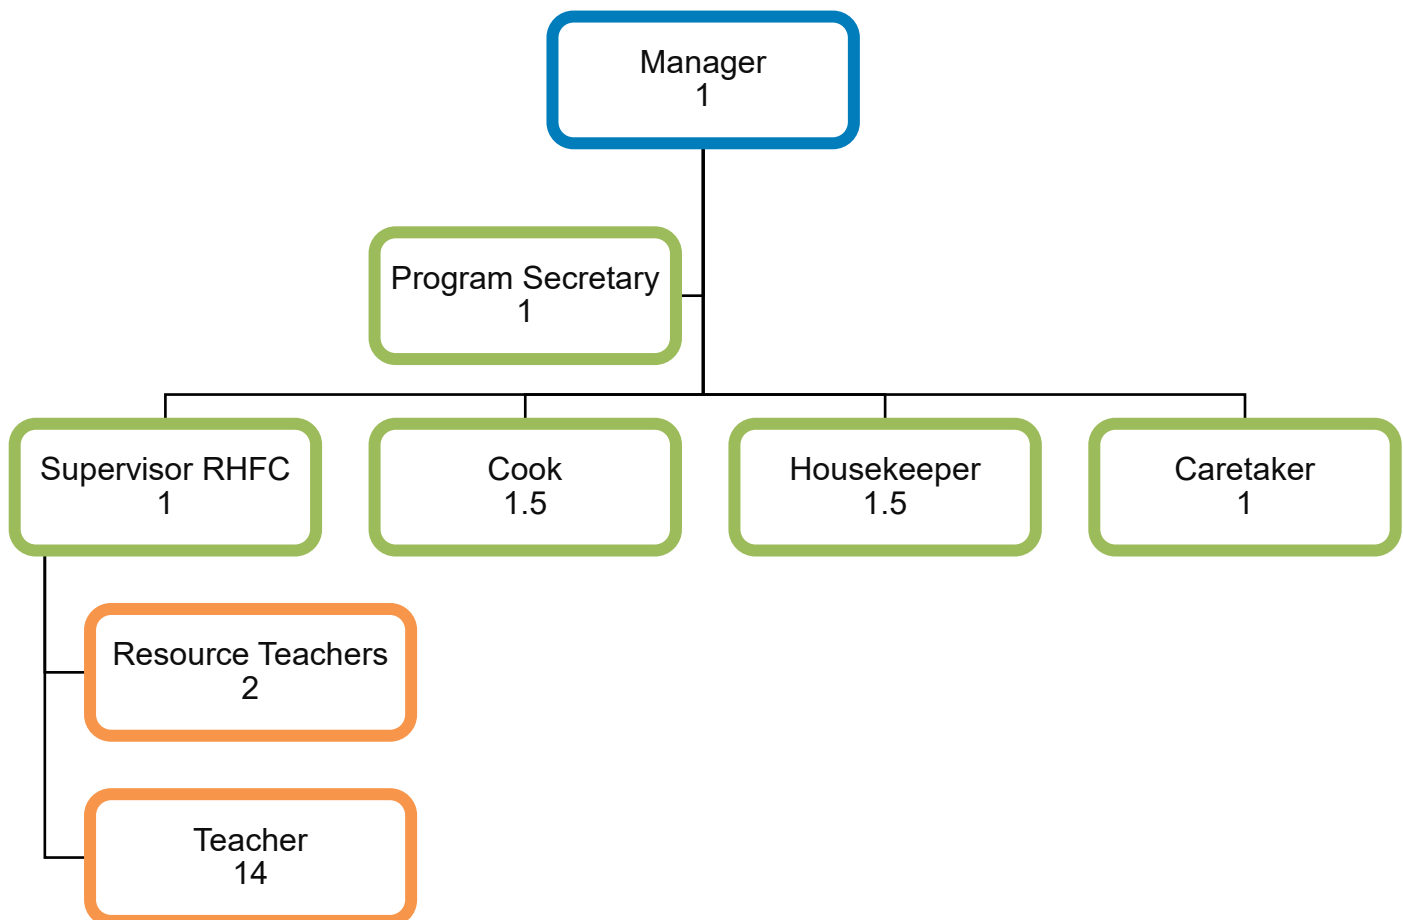 Manager
1
Program Secretary
1
Supervisor RHFC
1
Cook
1.5
Housekeeper
1.5
Caretaker
1
Resource Teachers
2
Teacher
14